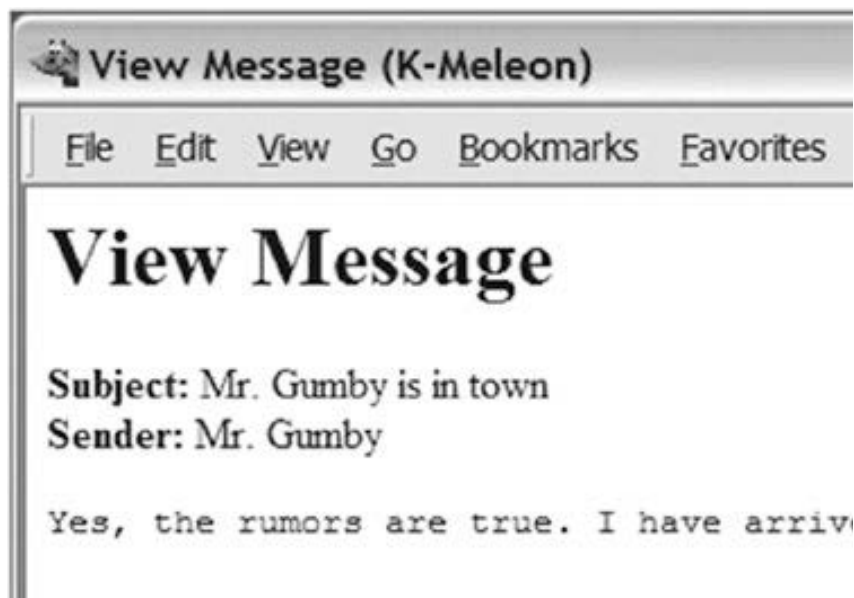 View Message (K-Meleon)
File Edit View Go Bookmarks Favorites
View Message
Subject: Mr. Gumby is in town
Sender: Mr. Gumby
Yes, the rumors are true. I have